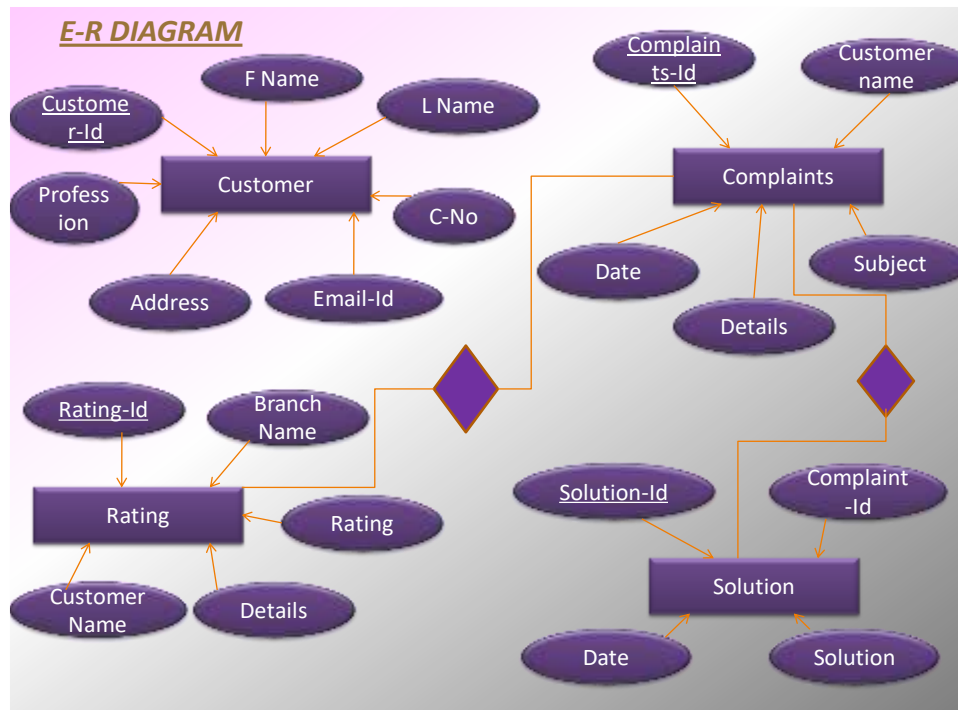 E-R DIAGRAM
F Name
L Name
Custome
r-Id
Customer
Profess
ion
C-No
Address
Email-Id
Complain
ts-Id
Customer
name
Complaints
Date
Subject
Details
Rating-Id
Branch
Name
Rating
Rating
Customer
Name
Details
Solution-Id
Complaint
-Id
Solution
Date
Solution